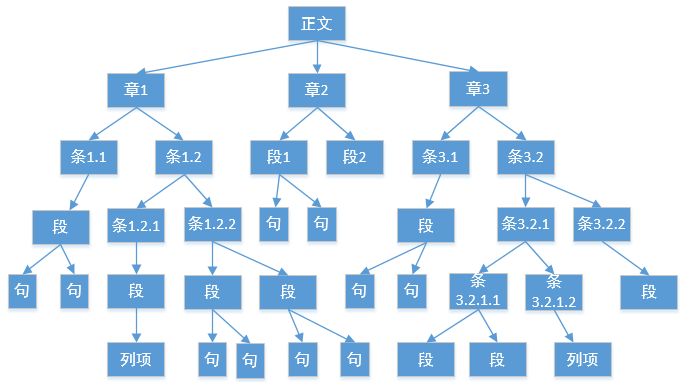 正文
章1
章2
章3
条1.1
条1.2
段1
段2
条3.1
条3.2
段
条1.2.1
条1.2.2
句
句
段
条3.2.1
条3.2.2
句
句
段
段
段
句
句
条
3.2.1.1
条
3.2.1.2
段
列项
句
句
句
句
段
段
列项